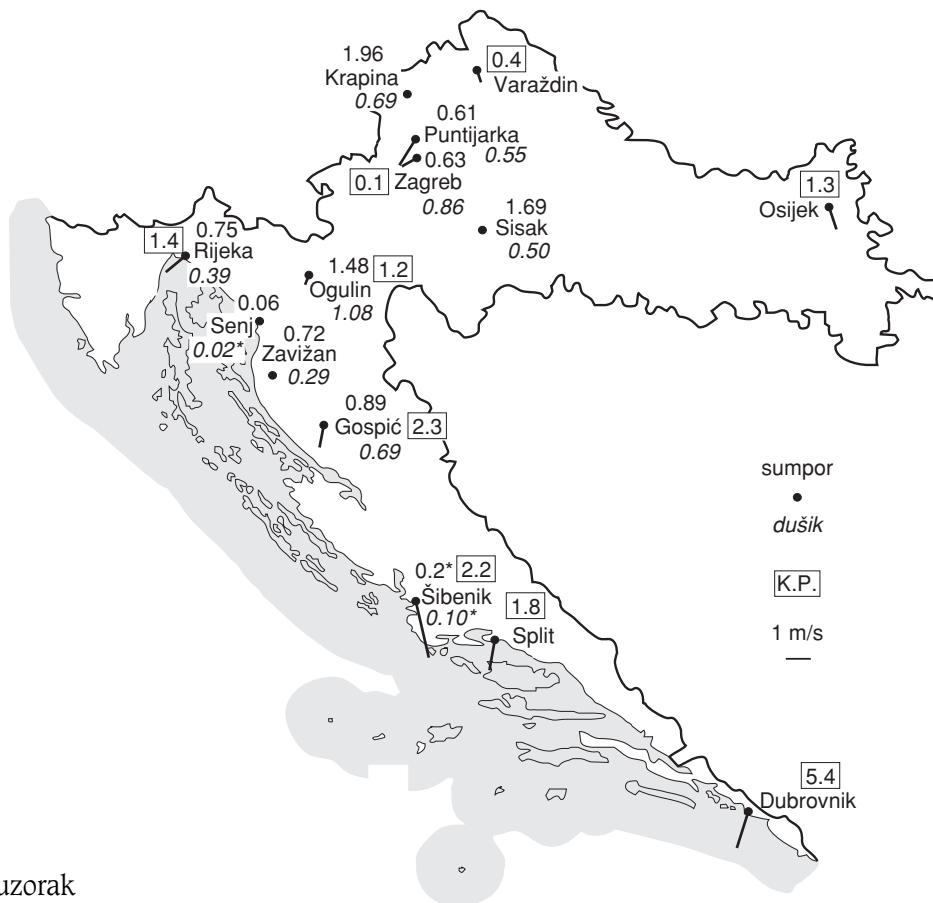 1.96
Krapina
0.69
0.4
Varaždin
0.61
Puntijarka
0.55
0.63
0.1 Zagreb
0.86
1.3
Osijek
1.69
Sisak
0.50
0.75
1.4
Rijeka
0.39
1.48 1.2
Ogulin
1.08
0.06
Senj
0.02*
0.72
Zavižan
0.29
0.89
Gospić 2.3
0.69
sumpor
dušik
K.P.
1 m/s
0.2* 2.2
Šibenik
0.10*
1.8
Split
5.4
Dubrovnik
uzorak